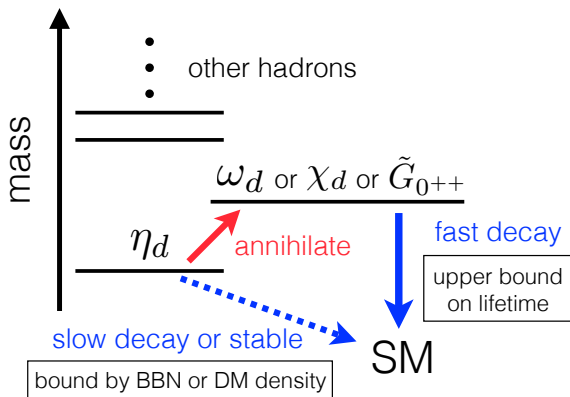 other hadrons
mass
ω_d or χ_d or G̃_{0++}
η_d
annihilate
fast decay
upper bound
on lifetime
slow decay or stable
SM
bound by BBN or DM density